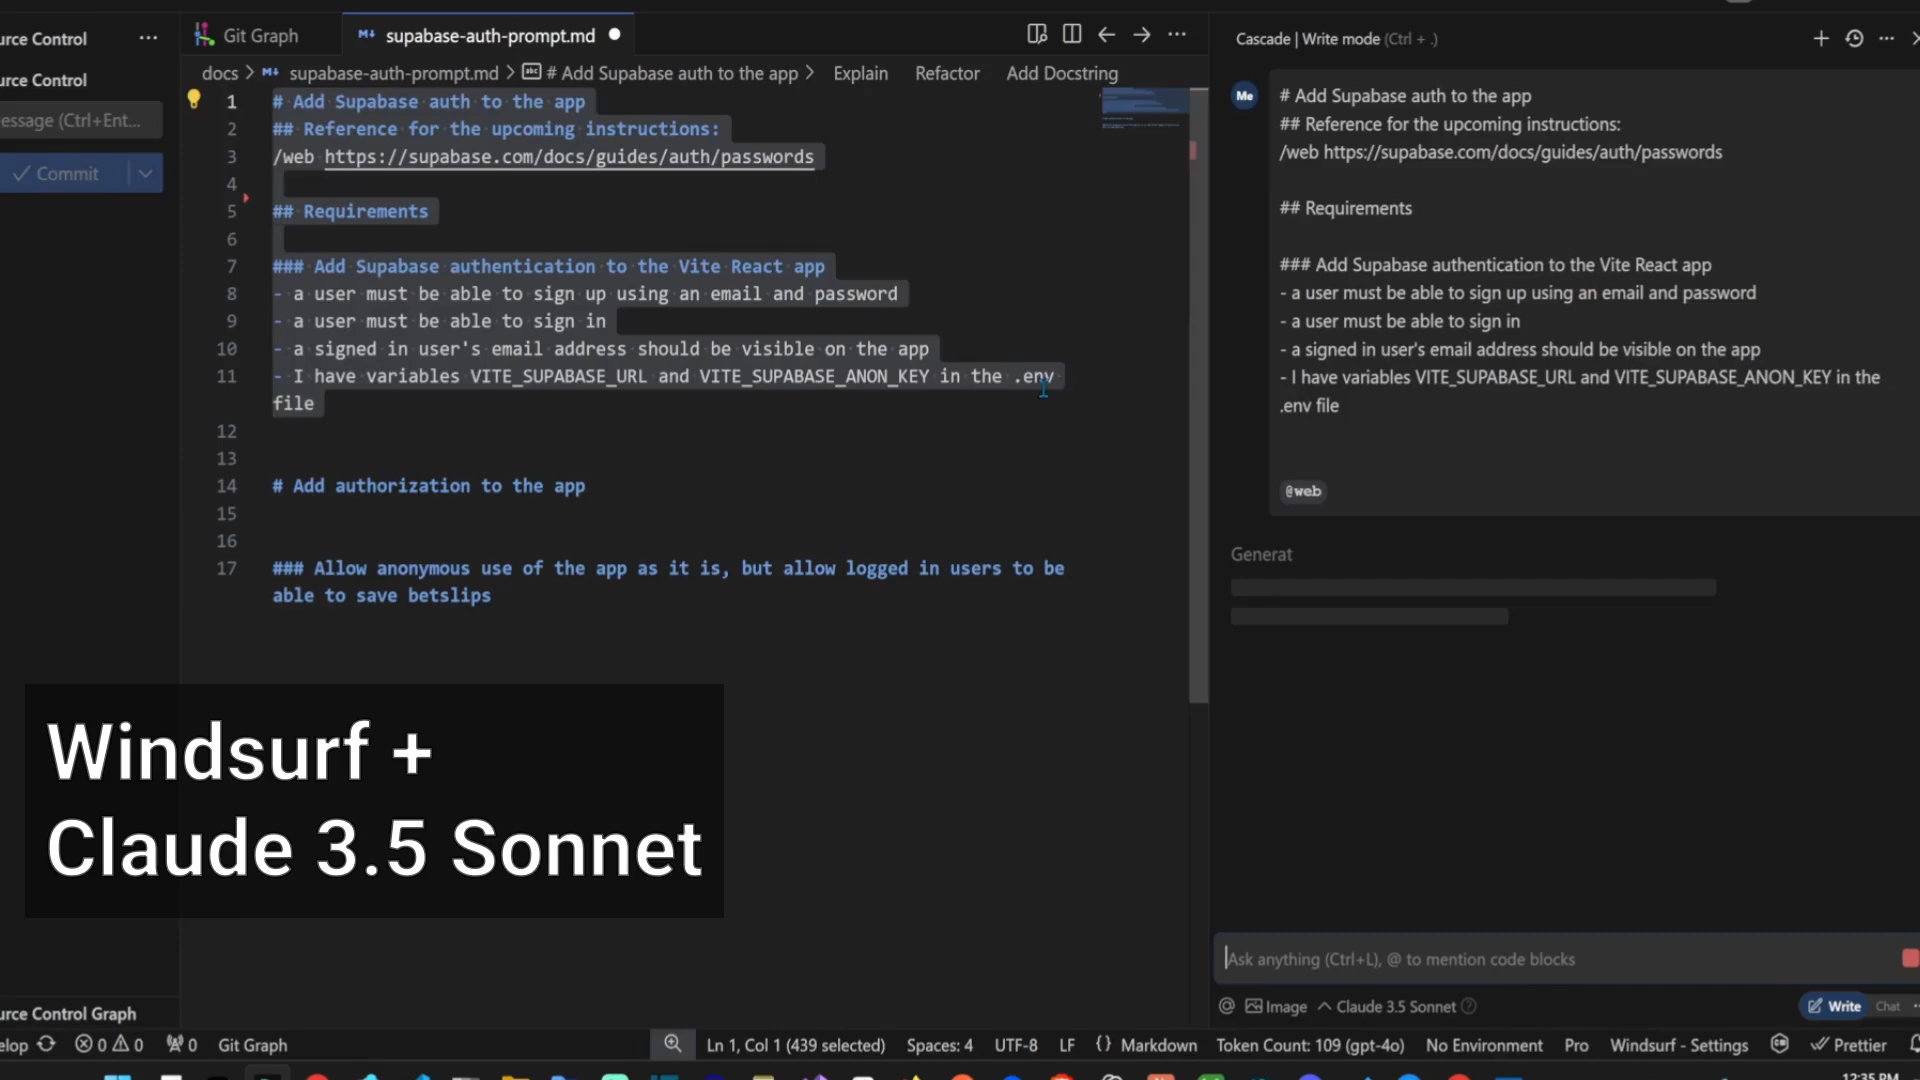 urce Control
Git Graph
supabase-auth-prompt.md
Cascade | Write mode (Ctrl + .)
urce Control
docs > supabase-auth-prompt.md > # Add Supabase auth to the app > Explain Refactor Add Docstring
essage (Ctrl+Ent...
Commit
1 # Add Supabase auth to the app
2 ## Reference for the upcoming instructions:
3 /web https://supabase.com/docs/guides/auth/passwords
4
5 ## Requirements
6
7 ### Add Supabase authentication to the Vite React app
8 - a user must be able to sign up using an email and password
9 - a user must be able to sign in
10 - a signed in user's email address should be visible on the app
11 - I have variables VITE_SUPABASE_URL and VITE_SUPABASE_ANON_KEY in the .env
file
12
13
14 # Add authorization to the app
15
16
17 ### Allow anonymous use of the app as it is, but allow logged in users to be
able to save betslips
Me
# Add Supabase auth to the app
## Reference for the upcoming instructions:
/web https://supabase.com/docs/guides/auth/passwords
## Requirements
### Add Supabase authentication to the Vite React app
- a user must be able to sign up using an email and password
- a user must be able to sign in
- a signed in user's email address should be visible on the app
- I have variables VITE_SUPABASE_URL and VITE_SUPABASE_ANON_KEY in the
.env file
@web
Generat
Windsurf +
Claude 3.5 Sonnet
Ask anything (Ctrl+L), @ to mention code blocks
@ Image Claude 3.5 Sonnet
Write Chat
urce Control Graph
elop 0 0 0 Git Graph
Ln 1, Col 1 (439 selected) Spaces: 4 UTF-8 LF {} Markdown Token Count: 109 (gpt-4o) No Environment Pro Windsurf - Settings Prettier
12:35 PM